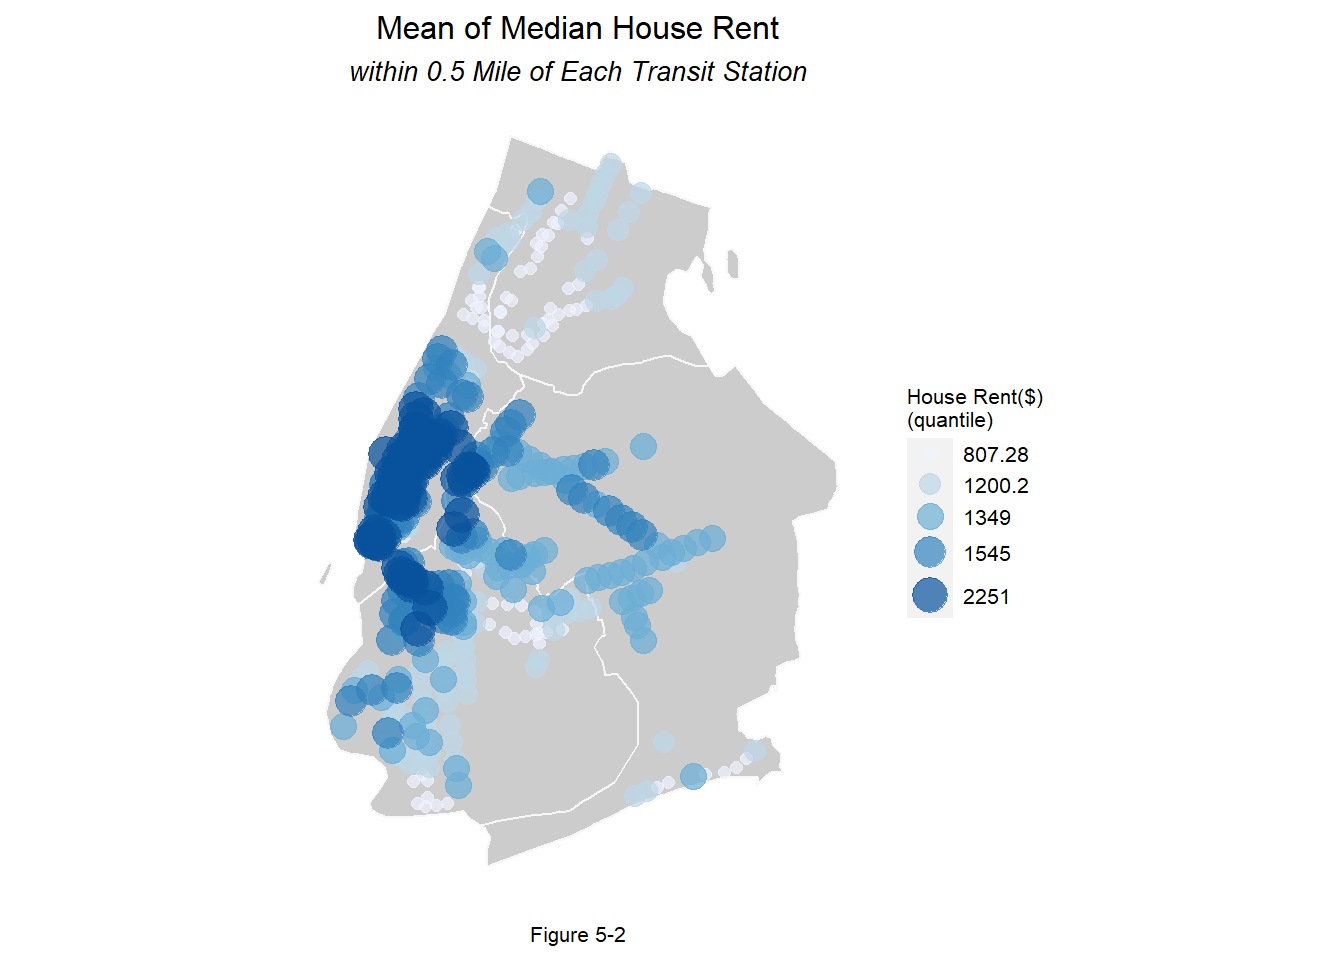 Mean of Median House Rent
within 0.5 Mile of Each Transit Station
House Rent($)
(quantile)
807.28
1200.2
1349
1545
2251
Figure 5-2